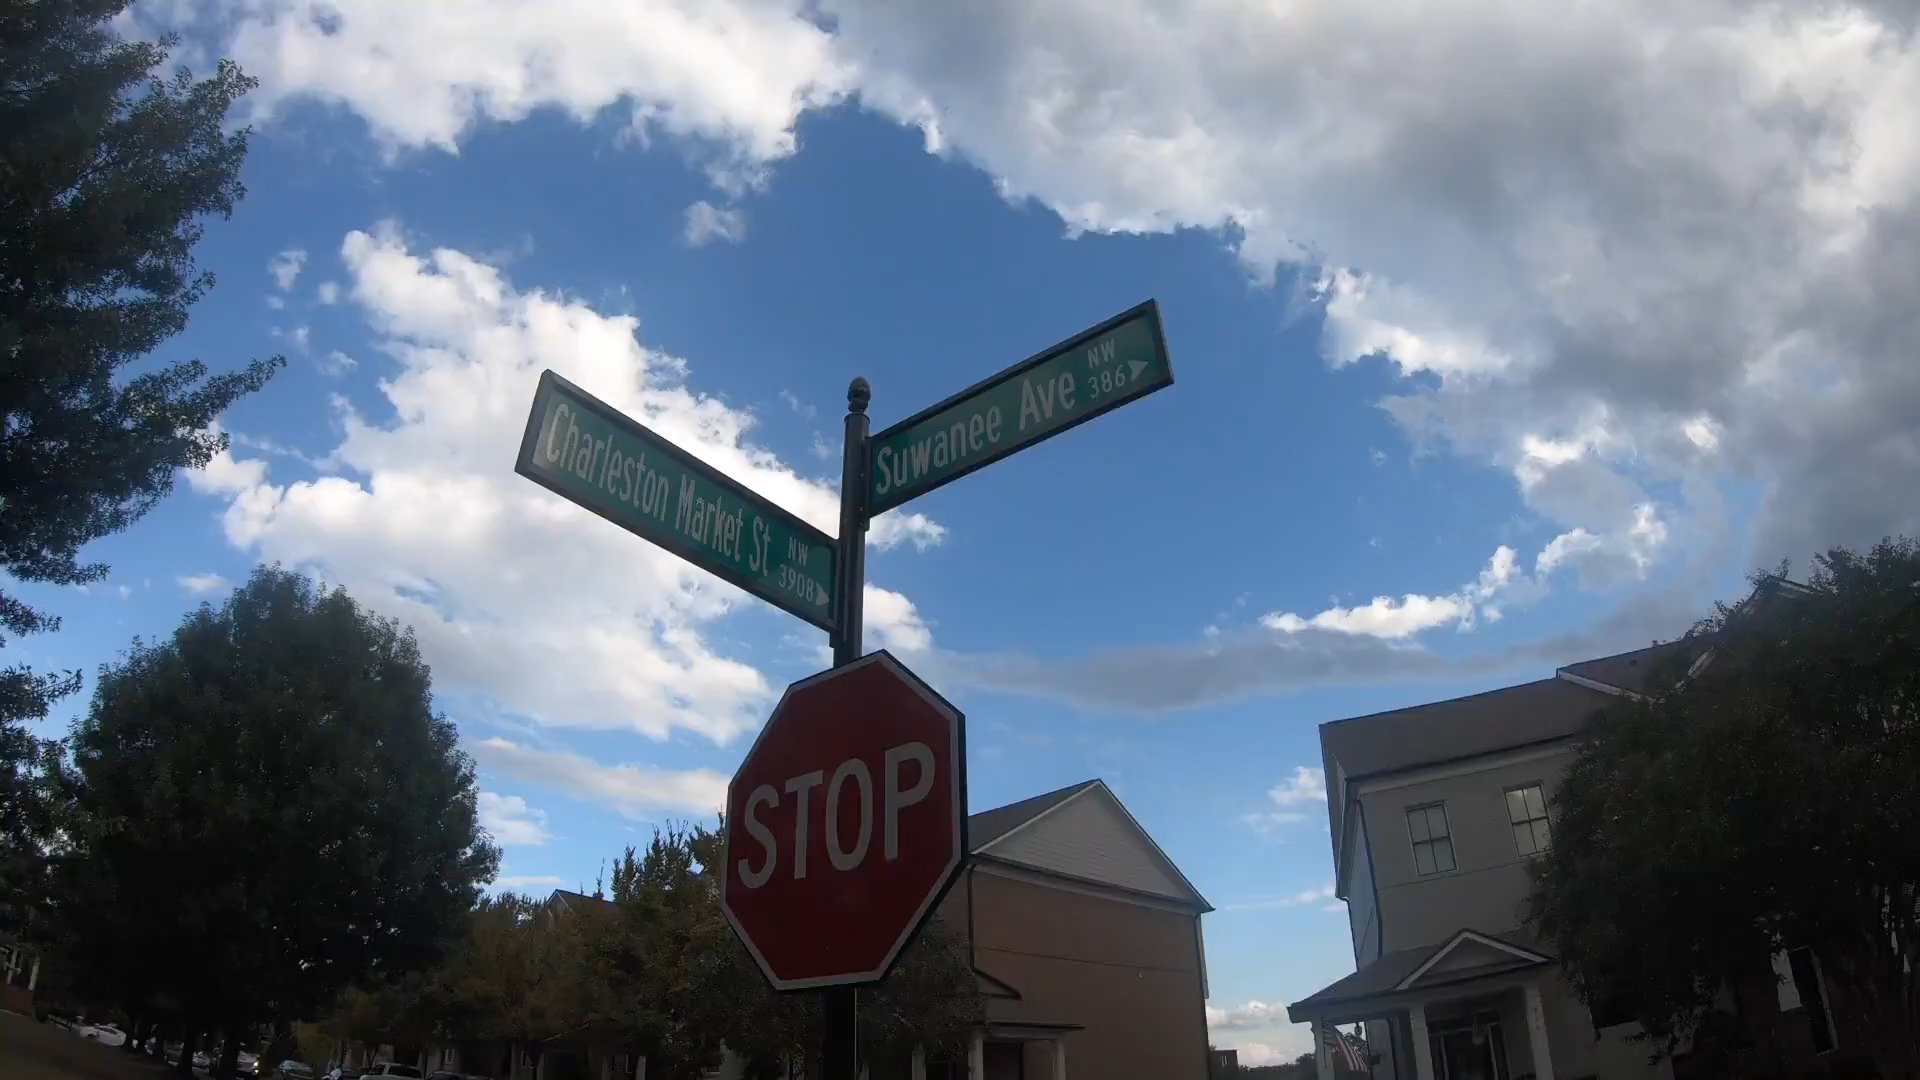 Charleston Market St NW
3908
Suwanee Ave NW
386
STOP